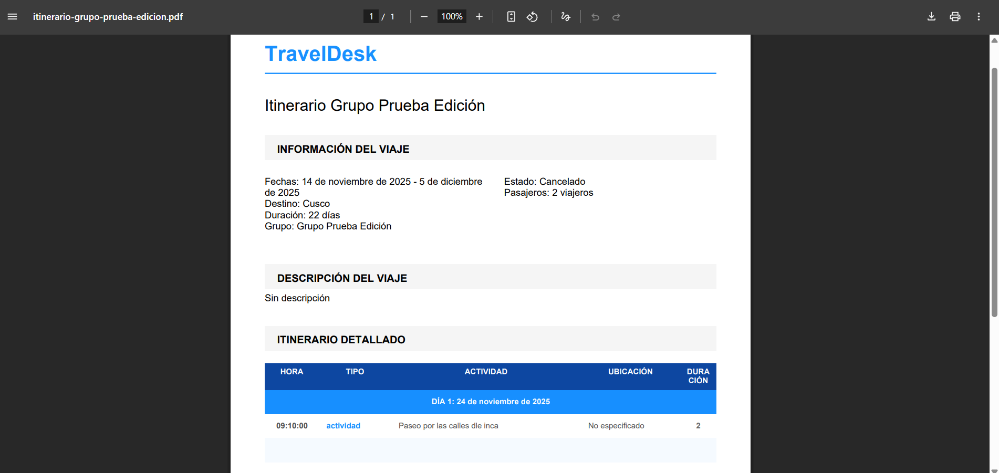 itinerario-grupo-prueba-edicion.pdf
1 / 1
100%
TravelDesk
Itinerario Grupo Prueba Edición
INFORMACIÓN DEL VIAJE
Fechas: 14 de noviembre de 2025 - 5 de diciembre
de 2025
Destino: Cusco
Duración: 22 días
Grupo: Grupo Prueba Edición
Estado: Cancelado
Pasajeros: 2 viajeros
DESCRIPCIÓN DEL VIAJE
Sin descripción
ITINERARIO DETALLADO
HORA TIPO ACTIVIDAD UBICACIÓN DURA
CIÓN
DÍA 1: 24 de noviembre de 2025
09:10:00 actividad Paseo por las calles dle inca No especificado 2